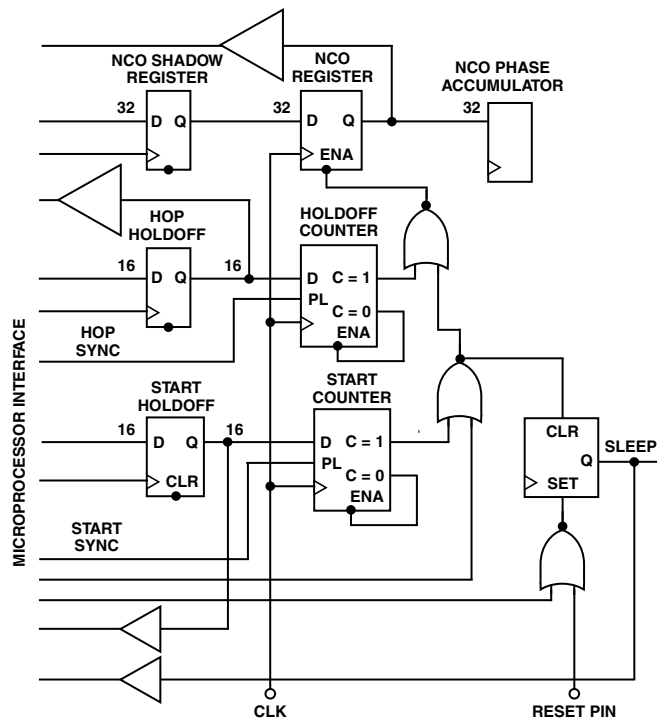 NCO SHADOW
REGISTER
NCO
REGISTER
NCO PHASE
ACCUMULATOR
32
D Q
32
D Q
ENA
32
HOP
HOLDOFF
HOLDOFF
COUNTER
16
D Q
16
D C = 1
PL
C = 0
ENA
HOP
SYNC
MICROPROCESSOR INTERFACE
START
HOLDOFF
START
COUNTER
16
D Q
CLR
16
D C = 1
PL
C = 0
ENA
CLR
Q
SET
SLEEP
START
SYNC
CLK
RESET PIN